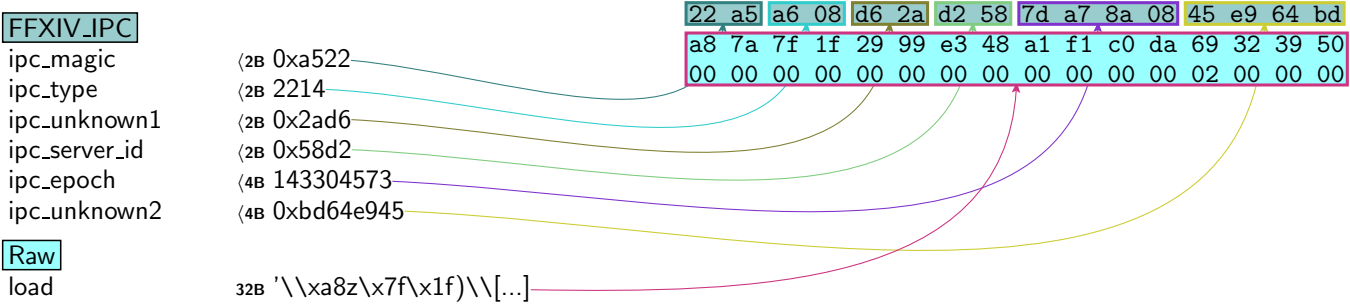 22 a5 a6 08 d6 2a d2 58 7d a7 8a 08 45 e9 64 bd
FFXIV_IPC
a8 7a 7f 1f 29 99 e3 48 a1 f1 c0 da 69 32 39 50
ipc_magic ⟨2B 0xa522
00 00 00 00 00 00 00 00 00 00 00 00 02 00 00 00
ipc_type ⟨2B 2214
ipc_unknown1 ⟨2B 0x2ad6
ipc_server_id ⟨2B 0x58d2
ipc_epoch ⟨4B 143304573
ipc_unknown2 ⟨4B 0xbd64e945
Raw
load 32B '\\xa8z\x7f\x1f)\\[...]